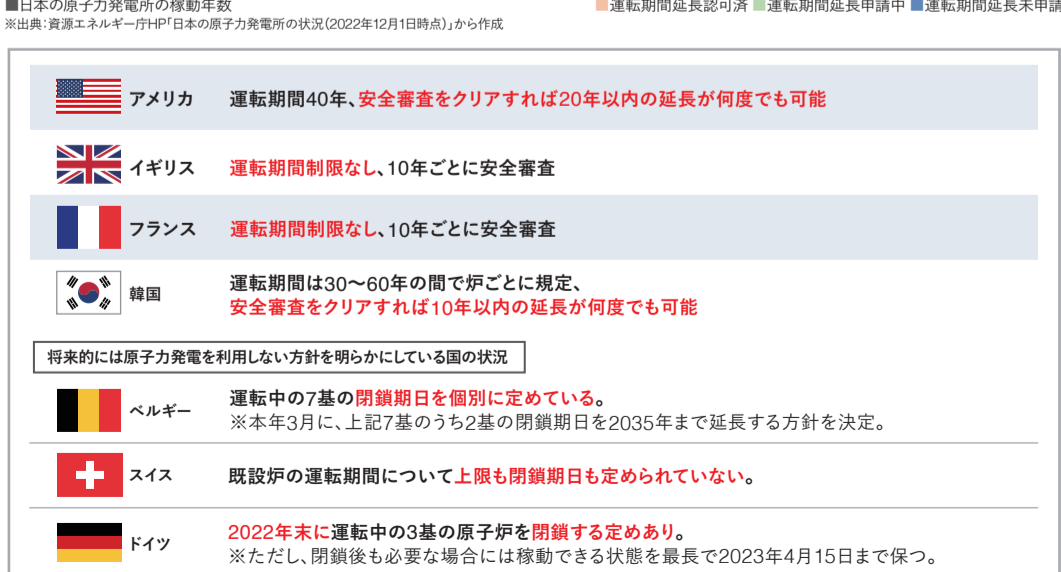 ■日本の原子力発電所の稼動年数
■運転期間延長認可済 ■運転期間延長申請中 ■運転期間延長未申請
※出典:資源エネルギー庁HP「日本の原子力発電所の状況(2022年12月1日時点)」から作成
アメリカ 運転期間40年、安全審査をクリアすれば20年以内の延長が何度でも可能
イギリス 運転期間制限なし、10年ごとに安全審査
フランス 運転期間制限なし、10年ごとに安全審査
韓国 運転期間は30〜60年の間で炉ごとに規定、
安全審査をクリアすれば10年以内の延長が何度でも可能
将来的には原子力発電を利用しない方針を明らかにしている国の状況
ベルギー 運転中の7基の閉鎖期日を個別に定めている。
※本年3月に、上記7基のうち2基の閉鎖期日を2035年まで延長する方針を決定。
スイス 既設炉の運転期間について上限も閉鎖期日も定められていない。
ドイツ 2022年末に運転中の3基の原子炉を閉鎖する定めあり。
※ただし、閉鎖後も必要な場合には稼動できる状態を最長で2023年4月15日まで保つ。